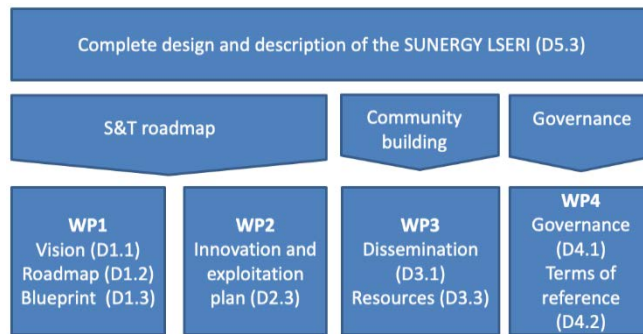 Complete design and description of the SUNERGY LSERI (D5.3)
S&T roadmap
Community
building
Governance
WP1
Vision (D1.1)
Roadmap (D1.2)
Blueprint (D1.3)
WP2
Innovation and
exploitation
plan (D2.3)
WP3
Dissemination
(D3.1)
Resources (D3.3)
WP4
Governance
(D4.1)
Terms of
reference
(D4.2)